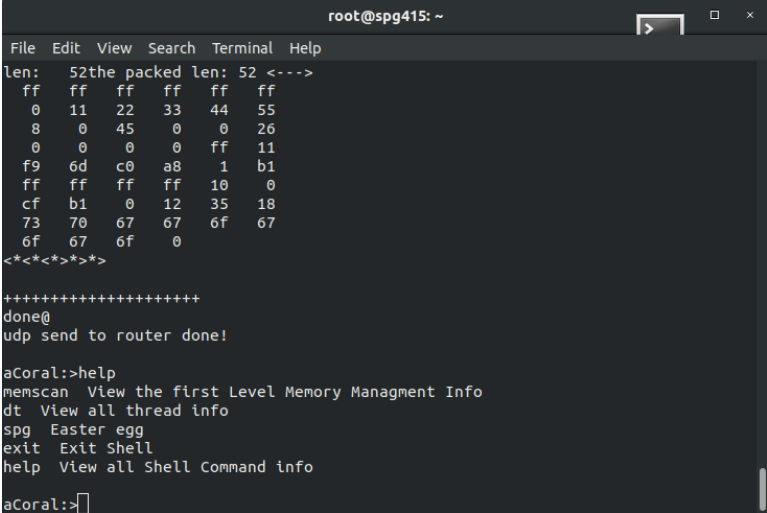 root@spg415: ~
File Edit View Search Terminal Help
len:   52the packed len: 52 <--->
  ff   ff   ff   ff   ff   ff
   0   11   22   33   44   55
   8    0   45    0    0   26
   0    0    0    0   ff   11
  f9   6d   c0   a8    1   b1
  ff   ff   ff   ff   10    0
  cf   b1    0   12   35   18
  73   70   67   67   6f   67
  6f   67   6f    0
<*<*<*>*>*>
+++++++++++++++++++++
done@
udp send to router done!
aCoral:>help
memscan  View the first Level Memory Managment Info
dt  View all thread info
spg  Easter egg
exit  Exit Shell
help  View all Shell Command info
aCoral:>